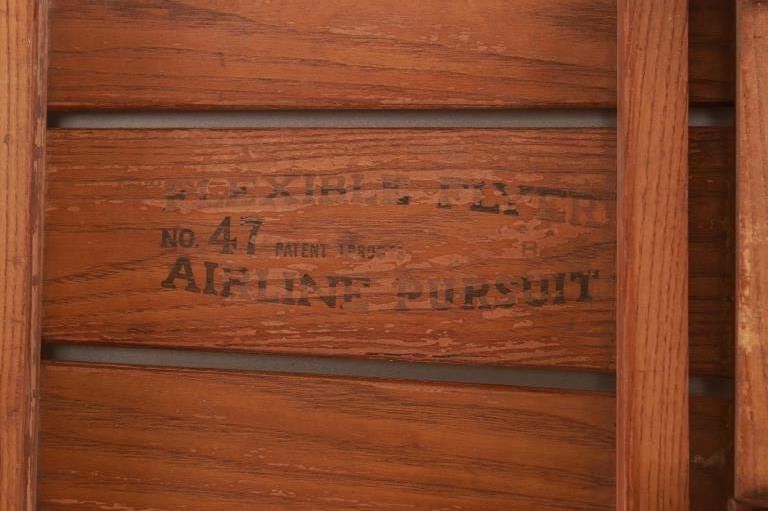 FLEXIBLE FLYER
NO. 47 PATENT
AIRLINE PURSUIT